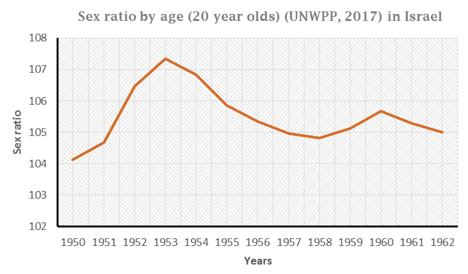 Sex ratio by age (20 year olds) (UNWPP, 2017) in Israel
108
107
106
105
104
103
102
Sex ratio
1950 1951 1952 1953 1954 1955 1956 1957 1958 1959 1960 1961 1962
Years